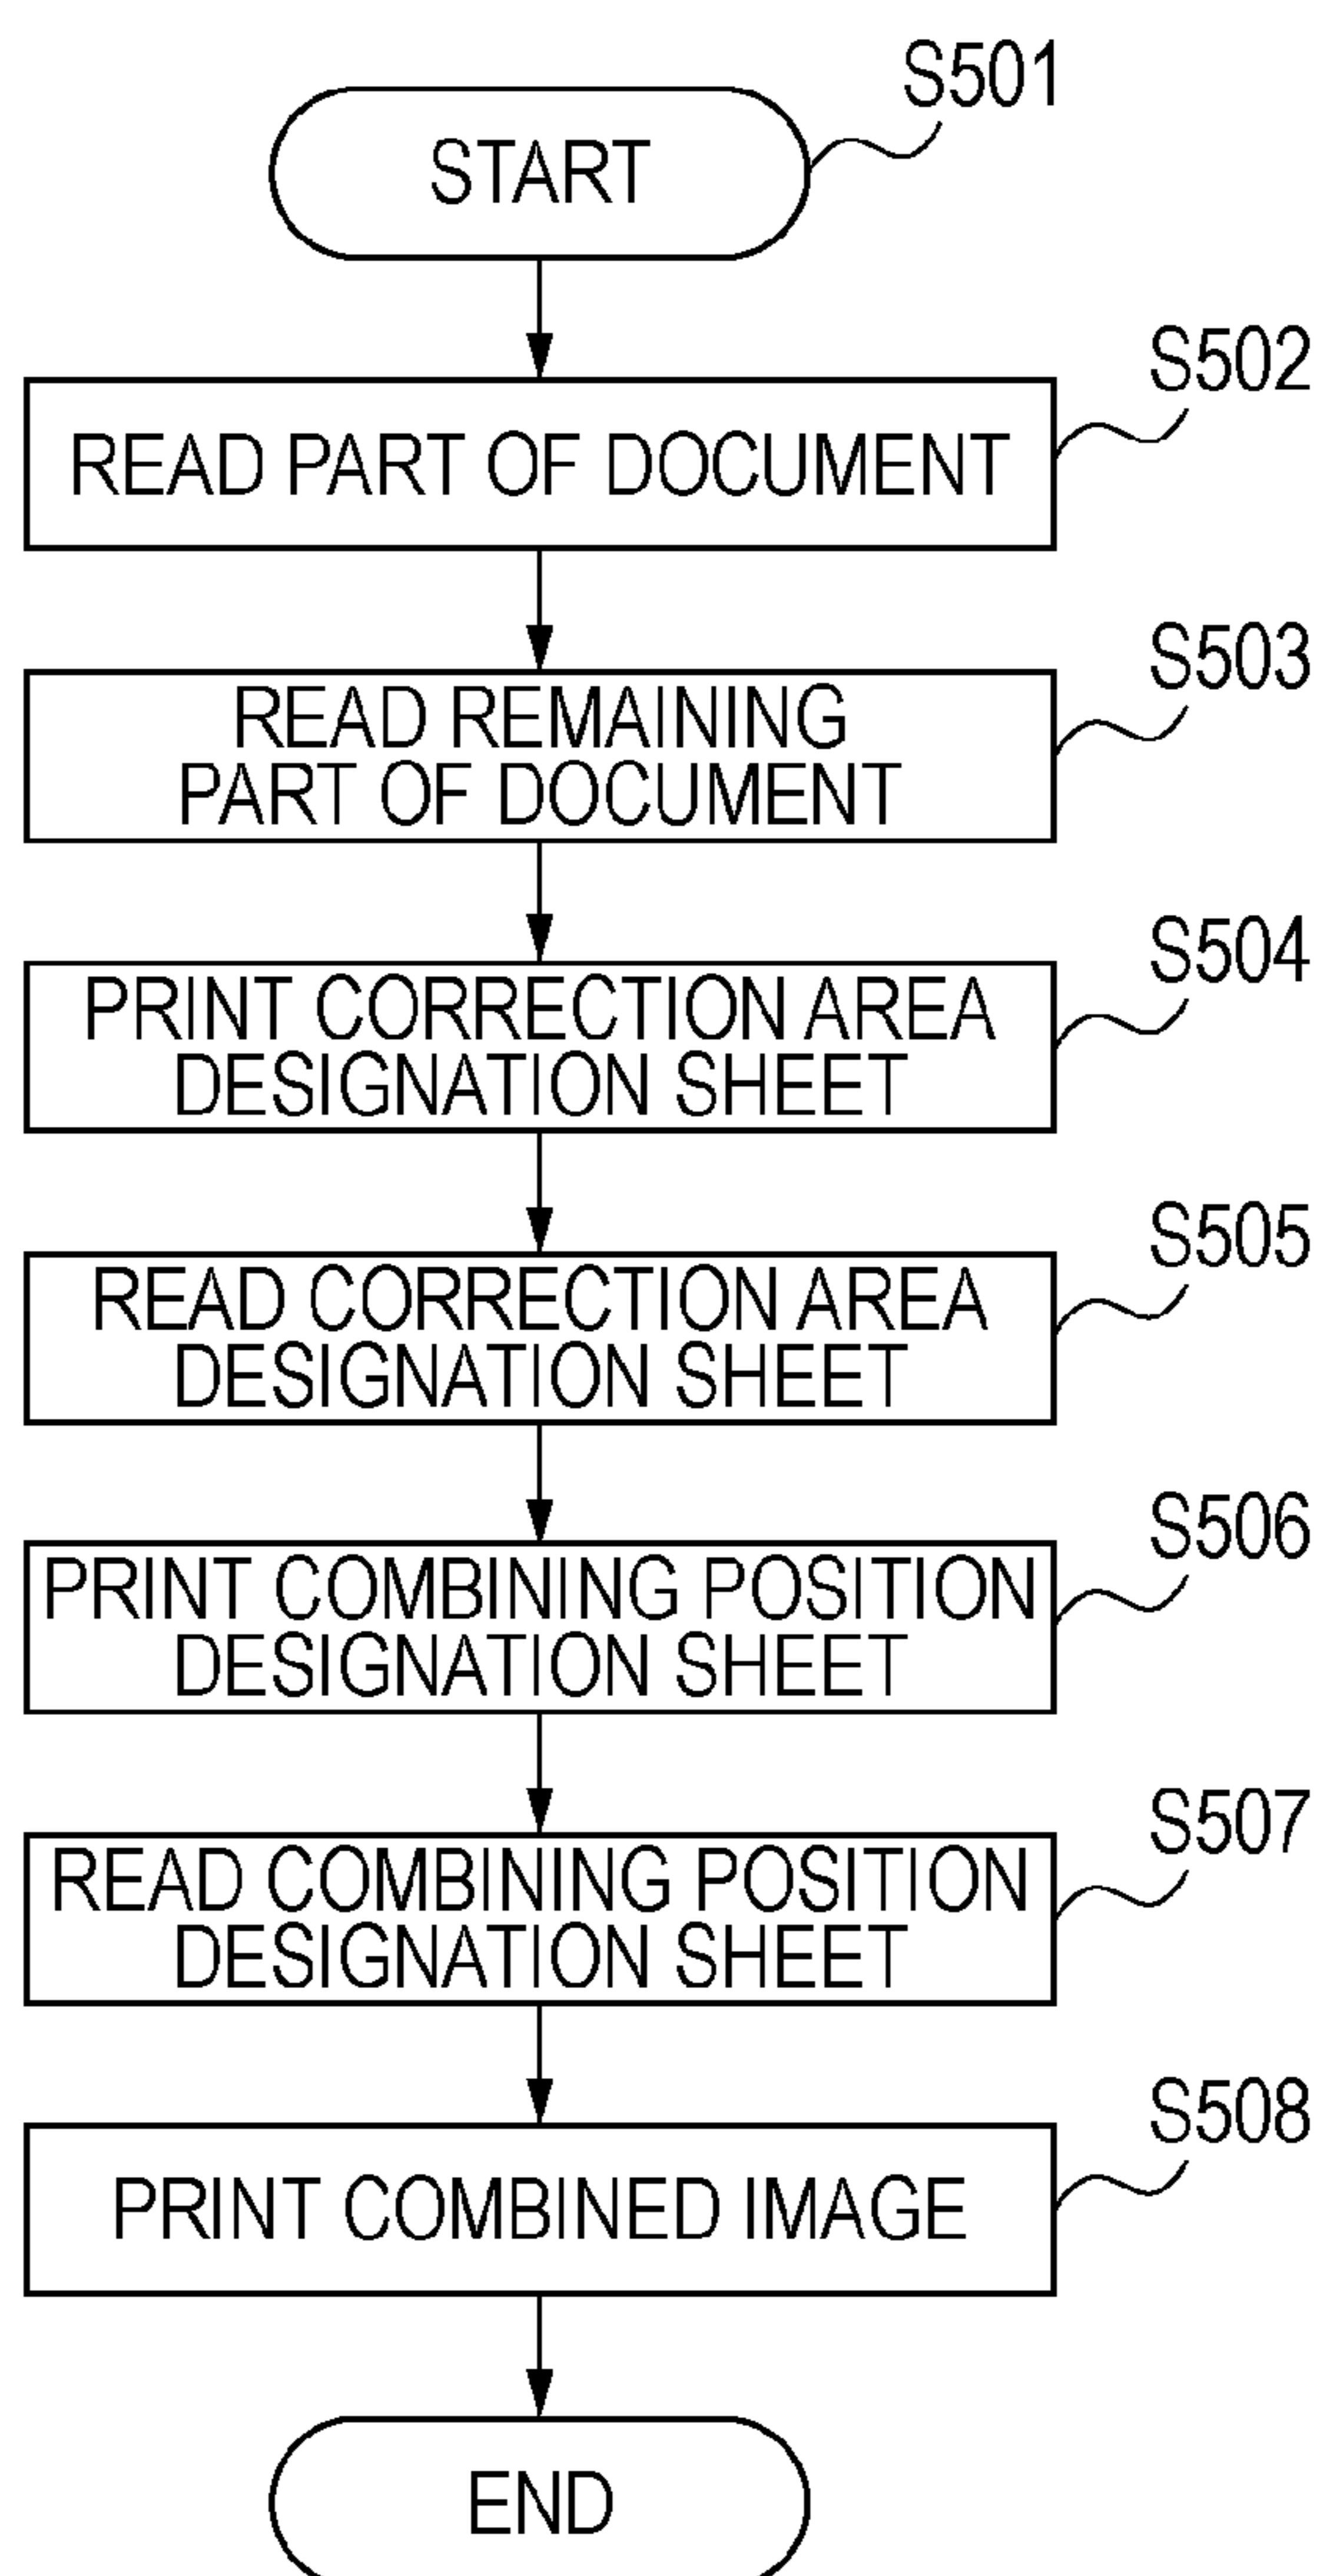 S501
START
S502
READ PART OF DOCUMENT
S503
READ REMAINING
PART OF DOCUMENT
S504
PRINT CORRECTION AREA
DESIGNATION SHEET
S505
READ CORRECTION AREA
DESIGNATION SHEET
S506
PRINT COMBINING POSITION
DESIGNATION SHEET
S507
READ COMBINING POSITION
DESIGNATION SHEET
S508
PRINT COMBINED IMAGE
END